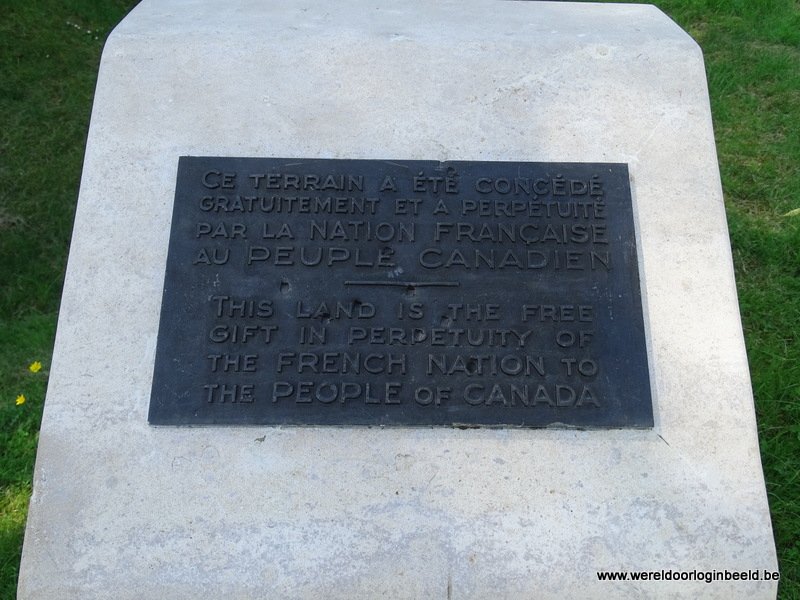 CE TERRAIN A ÉTÉ CONCÉDÉ
GRATUITEMENT ET A PERPÉTUITÉ
PAR LA NATION FRANÇAISE
AU PEUPLE CANADIEN
THIS LAND IS THE FREE
GIFT IN PERPETUITY OF
THE FRENCH NATION TO
THE PEOPLE OF CANADA
www.wereldoorloginbeeld.be